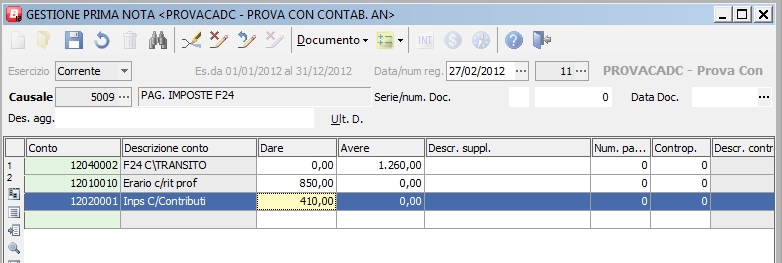 GESTIONE PRIMA NOTA <PROVACADC - PROVA CON CONTAB. AN>
Documento
INT
Esercizio Corrente Es.da 01/01/2012 al 31/12/2012 Data/num reg. 27/02/2012 ... 11 ... PROVACADC - Prova Con
Causale 5009 ... PAG. IMPOSTE F24 Serie/num. Doc. 0 Data Doc. ...
Des. agg. Ult. D.
Conto Descrizione conto Dare Avere Descr. suppl. Num. pa... Controp. Descr. contr
1 12040002 F24 C\TRANSITO 0,00 1.260,00 0 0
2 12010010 Erario c/rit prof 850,00 0,00 0 0
12020001 Inps C/Contributi 410,00 0,00 0 0